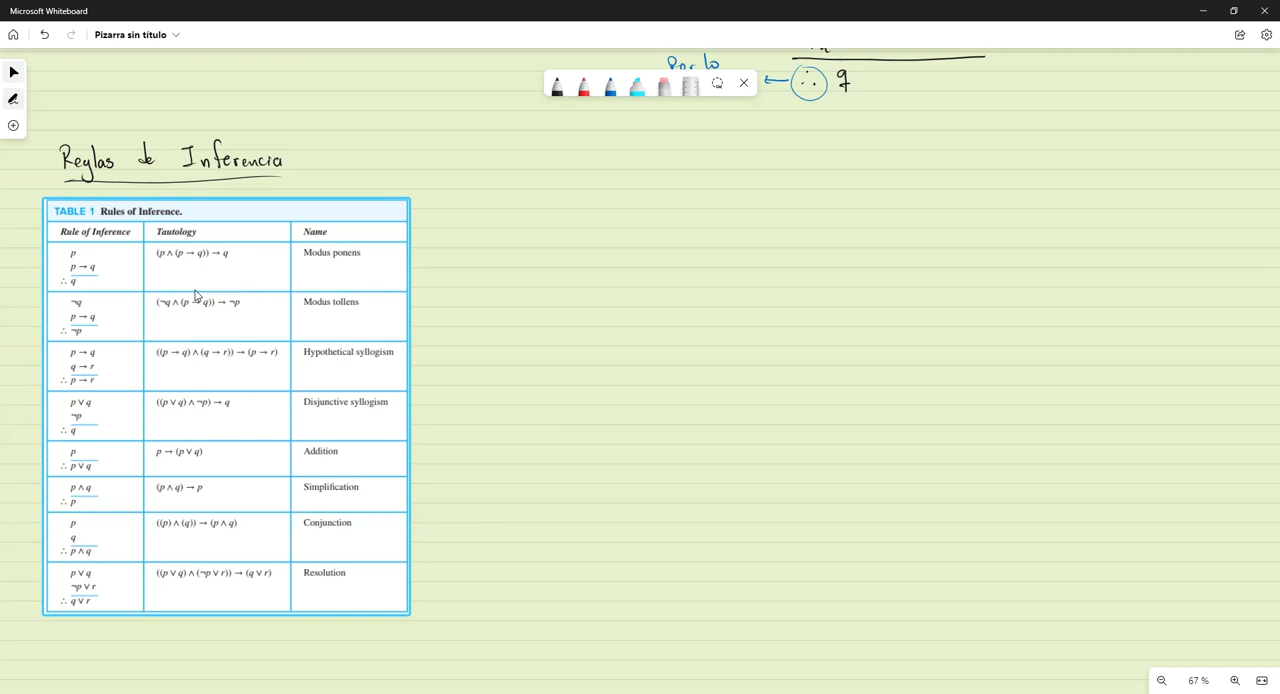 Microsoft Whiteboard
Pizarra sin título
Por lo
∴ q
Reglas de Inferencia
TABLE 1 Rules of Inference.
Rule of Inference Tautology Name
p
p → q
∴ q
(p ∧ (p → q)) → q
Modus ponens
¬q
p → q
∴ ¬p
(¬q ∧ (p → q)) → ¬p
Modus tollens
p → q
q → r
∴ p → r
((p → q) ∧ (q → r)) → (p → r)
Hypothetical syllogism
p ∨ q
¬p
∴ q
((p ∨ q) ∧ ¬p) → q
Disjunctive syllogism
p
∴ p ∨ q
p → (p ∨ q)
Addition
p ∧ q
∴ p
(p ∧ q) → p
Simplification
p
q
∴ p ∧ q
((p) ∧ (q)) → (p ∧ q)
Conjunction
p ∨ q
¬p ∨ r
∴ q ∨ r
((p ∨ q) ∧ (¬p ∨ r)) → (q ∨ r)
Resolution
67 %